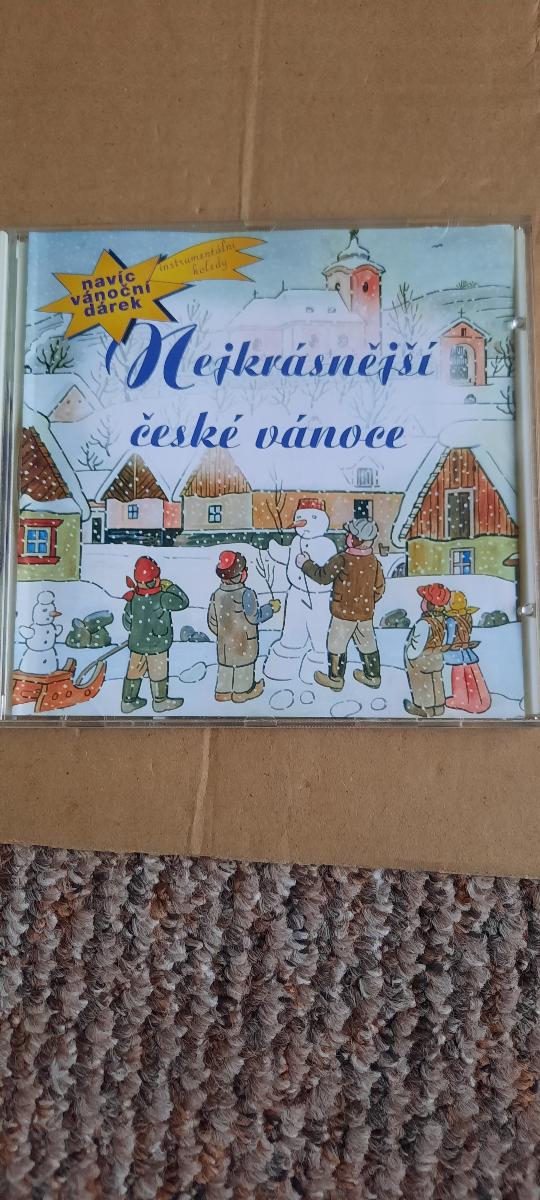 navíc
vánoční
dárek
instrumentální
koledy
Nejkrásnější
české vánoce